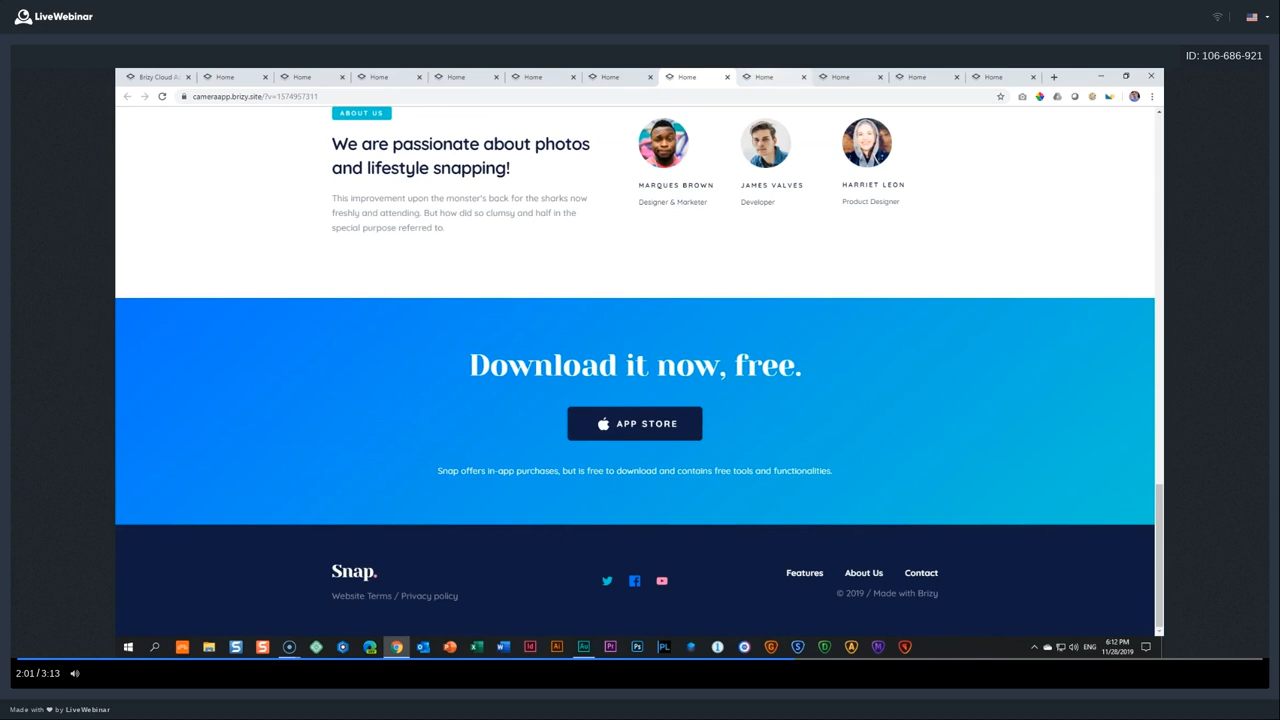 LiveWebinar
ID: 106-686-921
Brizy Cloud A
Home
Home
Home
Home
Home
Home
Home
Home
Home
Home
Home
cameraapp.brizy.site/?v=1574957311
ABOUT US
We are passionate about photos
and lifestyle snapping!
This improvement upon the monster's back for the sharks now
freshly and attending. But how did so clumsy and half in the
special purpose referred to.
MARQUES BROWN
Designer & Marketer
JAMES VALVES
Developer
HARRIET LEON
Product Designer
Download it now, free.
APP STORE
Snap offers in-app purchases, but is free to download and contains free tools and functionalities.
Snap.
Website Terms / Privacy policy
Features About Us Contact
© 2019 / Made with Brizy
ENG
6:12 PM
11/28/2019
2:01 / 3:13
Made with ❤ by LiveWebinar